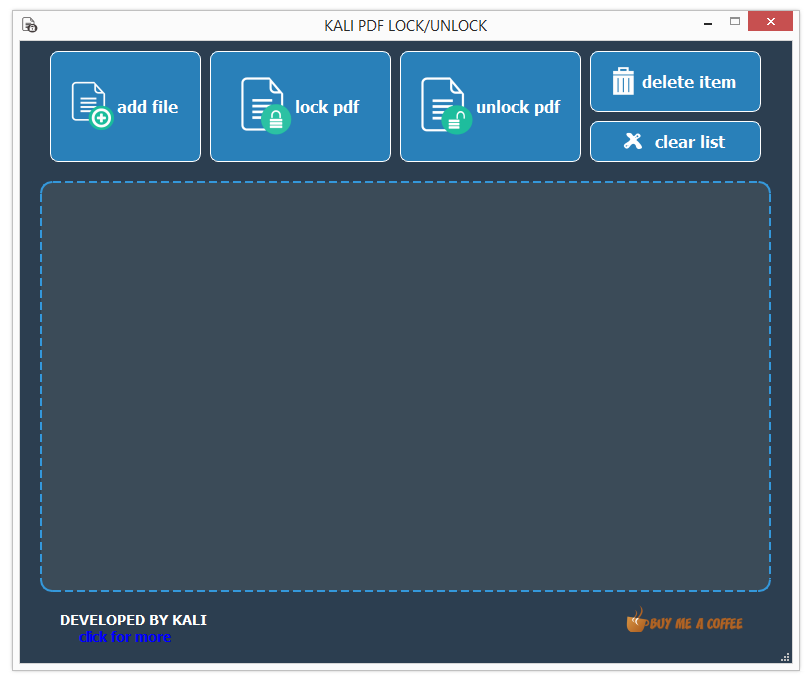 KALI PDF LOCK/UNLOCK
add file
lock pdf
unlock pdf
delete item
clear list
DEVELOPED BY KALI
click for more
BUY ME A COFFEE